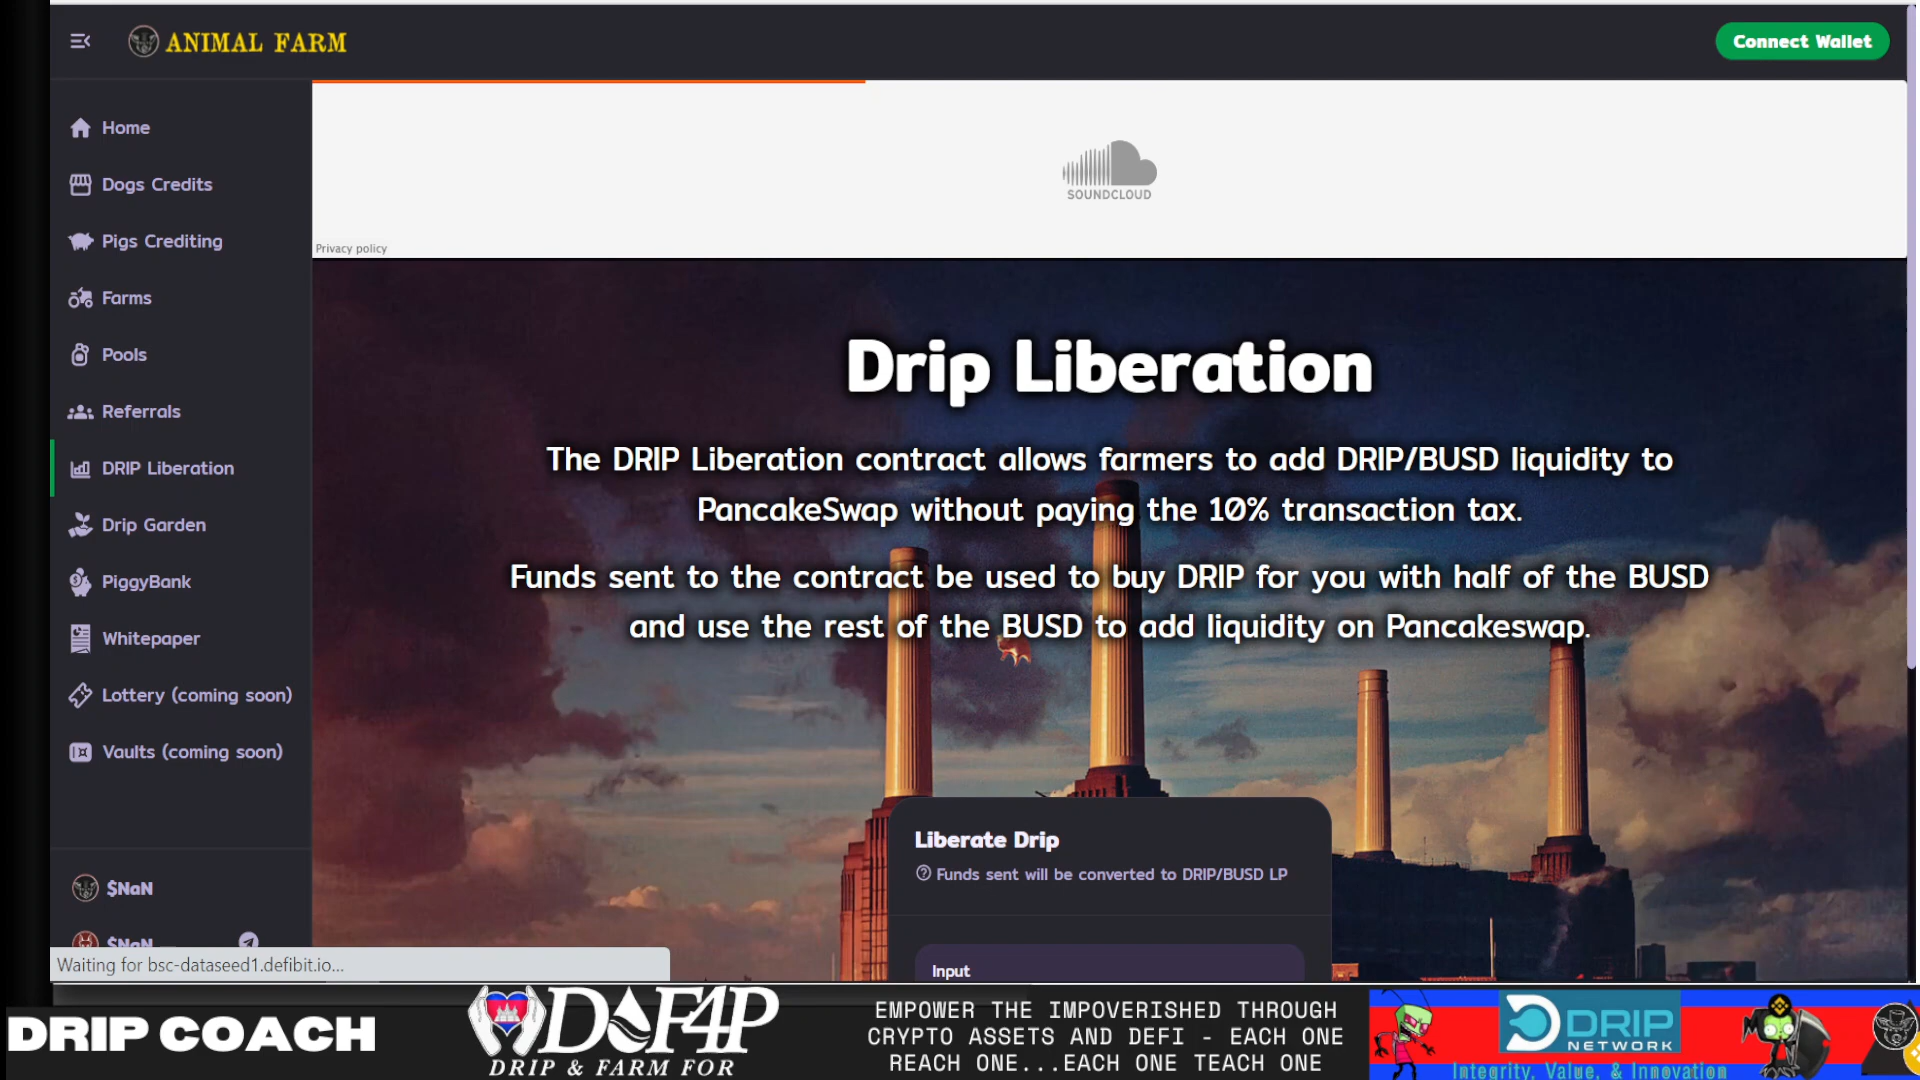 ANIMAL FARM
Connect Wallet
Home
Dogs Credits
Pigs Crediting
Farms
Pools
Referrals
DRIP Liberation
Drip Garden
PiggyBank
Whitepaper
Lottery (coming soon)
Vaults (coming soon)
$NaN
$NaN
Waiting for bsc-dataseed1.defibit.io...
SOUNDCLOUD
Privacy policy
Drip Liberation
The DRIP Liberation contract allows farmers to add DRIP/BUSD liquidity to
PancakeSwap without paying the 10% transaction tax.
Funds sent to the contract be used to buy DRIP for you with half of the BUSD
and use the rest of the BUSD to add liquidity on Pancakeswap.
Liberate Drip
Funds sent will be converted to DRIP/BUSD LP
Input
DRIP COACH
D&F4P
DRIP & FARM FOR
EMPOWER THE IMPOVERISHED THROUGH
CRYPTO ASSETS AND DEFI - EACH ONE
REACH ONE...EACH ONE TEACH ONE
DRIP
NETWORK
Integrity, Value, & Innovation